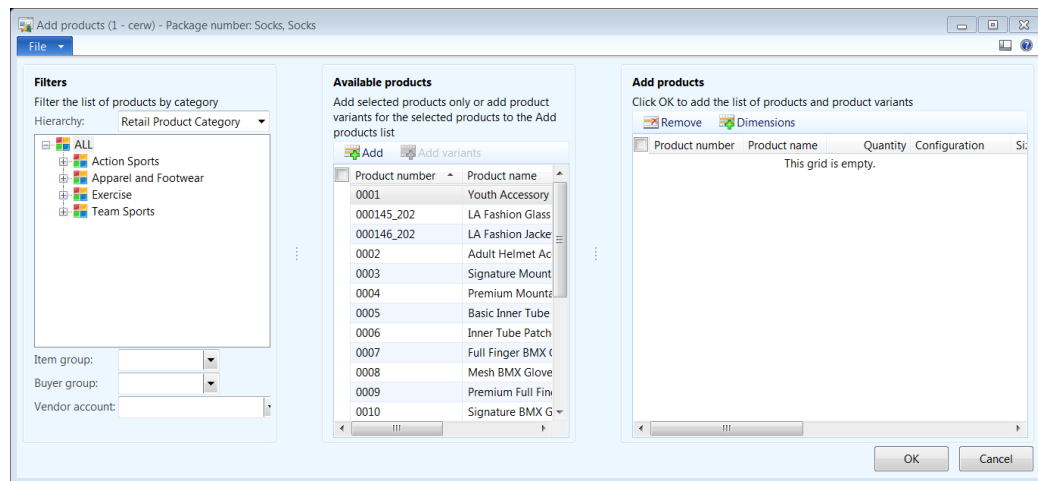 Add products (1 - cerw) - Package number: Socks, Socks
File
Filters
Filter the list of products by category
Hierarchy: Retail Product Category
ALL
Action Sports
Apparel and Footwear
Exercise
Team Sports
Item group:
Buyer group:
Vendor account:
Available products
Add selected products only or add product
variants for the selected products to the Add
products list
Add Add variants
Product number Product name
0001 Youth Accessory
000145_202 LA Fashion Glass
000146_202 LA Fashion Jacke
0002 Adult Helmet Ac
0003 Signature Mount
0004 Premium Mounta
0005 Basic Inner Tube
0006 Inner Tube Patch
0007 Full Finger BMX
0008 Mesh BMX Glove
0009 Premium Full Fin
0010 Signature BMX G
Add products
Click OK to add the list of products and product variants
Remove Dimensions
Product number Product name Quantity Configuration Si
This grid is empty.
OK Cancel